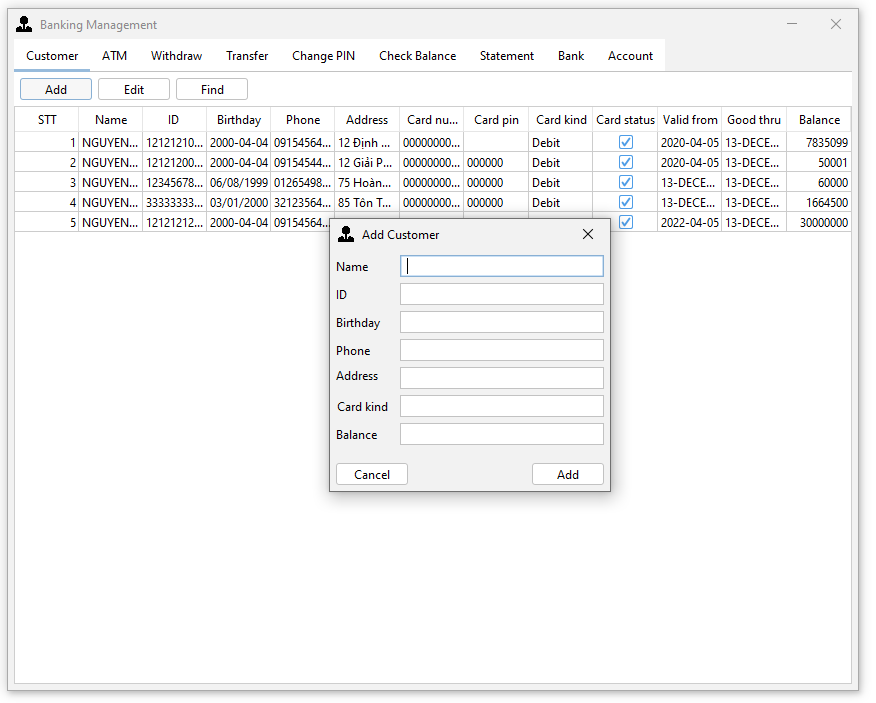 Banking Management
Customer ATM Withdraw Transfer Change PIN Check Balance Statement Bank Account
Add Edit Find
STT Name ID Birthday Phone Address Card nu... Card pin Card kind Card status Valid from Good thru Balance
1 NGUYEN... 12121210... 2000-04-04 09154564... 12 Định ... 00000000... Debit 2020-04-05 13-DECE... 7835099
2 NGUYEN... 12121200... 2000-04-04 09154544... 12 Giải P... 00000000... 000000 Debit 2020-04-05 13-DECE... 50001
3 NGUYEN... 12345678... 06/08/1999 01265498... 75 Hoàn... 00000000... 000000 Debit 13-DECE... 13-DECE... 60000
4 NGUYEN... 33333333... 03/01/2000 32123564... 85 Tôn T... 00000000... 000000 Debit 13-DECE... 13-DECE... 1664500
5 NGUYEN... 12121212... 2000-04-04 09154564... 2022-04-05 13-DECE... 30000000
Add Customer
Name
ID
Birthday
Phone
Address
Card kind
Balance
Cancel Add